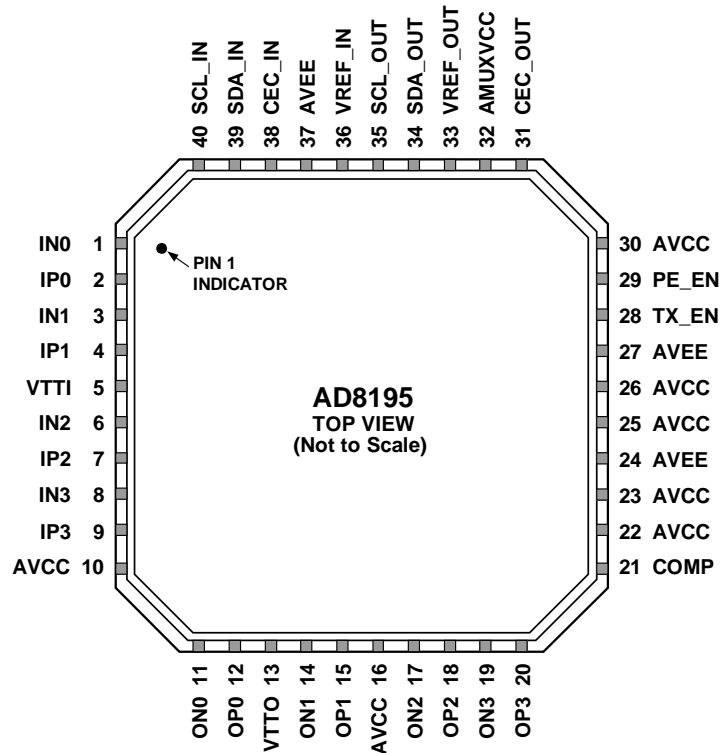 40 SCL_IN
39 SDA_IN
38 CEC_IN
37 AVEE
36 VREF_IN
35 SCL_OUT
34 SDA_OUT
33 VREF_OUT
32 AMUXVCC
31 CEC_OUT
IN0 1
IP0 2
IN1 3
IP1 4
VTTI 5
IN2 6
IP2 7
IN3 8
IP3 9
AVCC 10
PIN 1
INDICATOR
AD8195
TOP VIEW
(Not to Scale)
30 AVCC
29 PE_EN
28 TX_EN
27 AVEE
26 AVCC
25 AVCC
24 AVEE
23 AVCC
22 AVCC
21 COMP
ON0 11
OP0 12
VTTO 13
ON1 14
OP1 15
AVCC 16
ON2 17
OP2 18
ON3 19
OP3 20